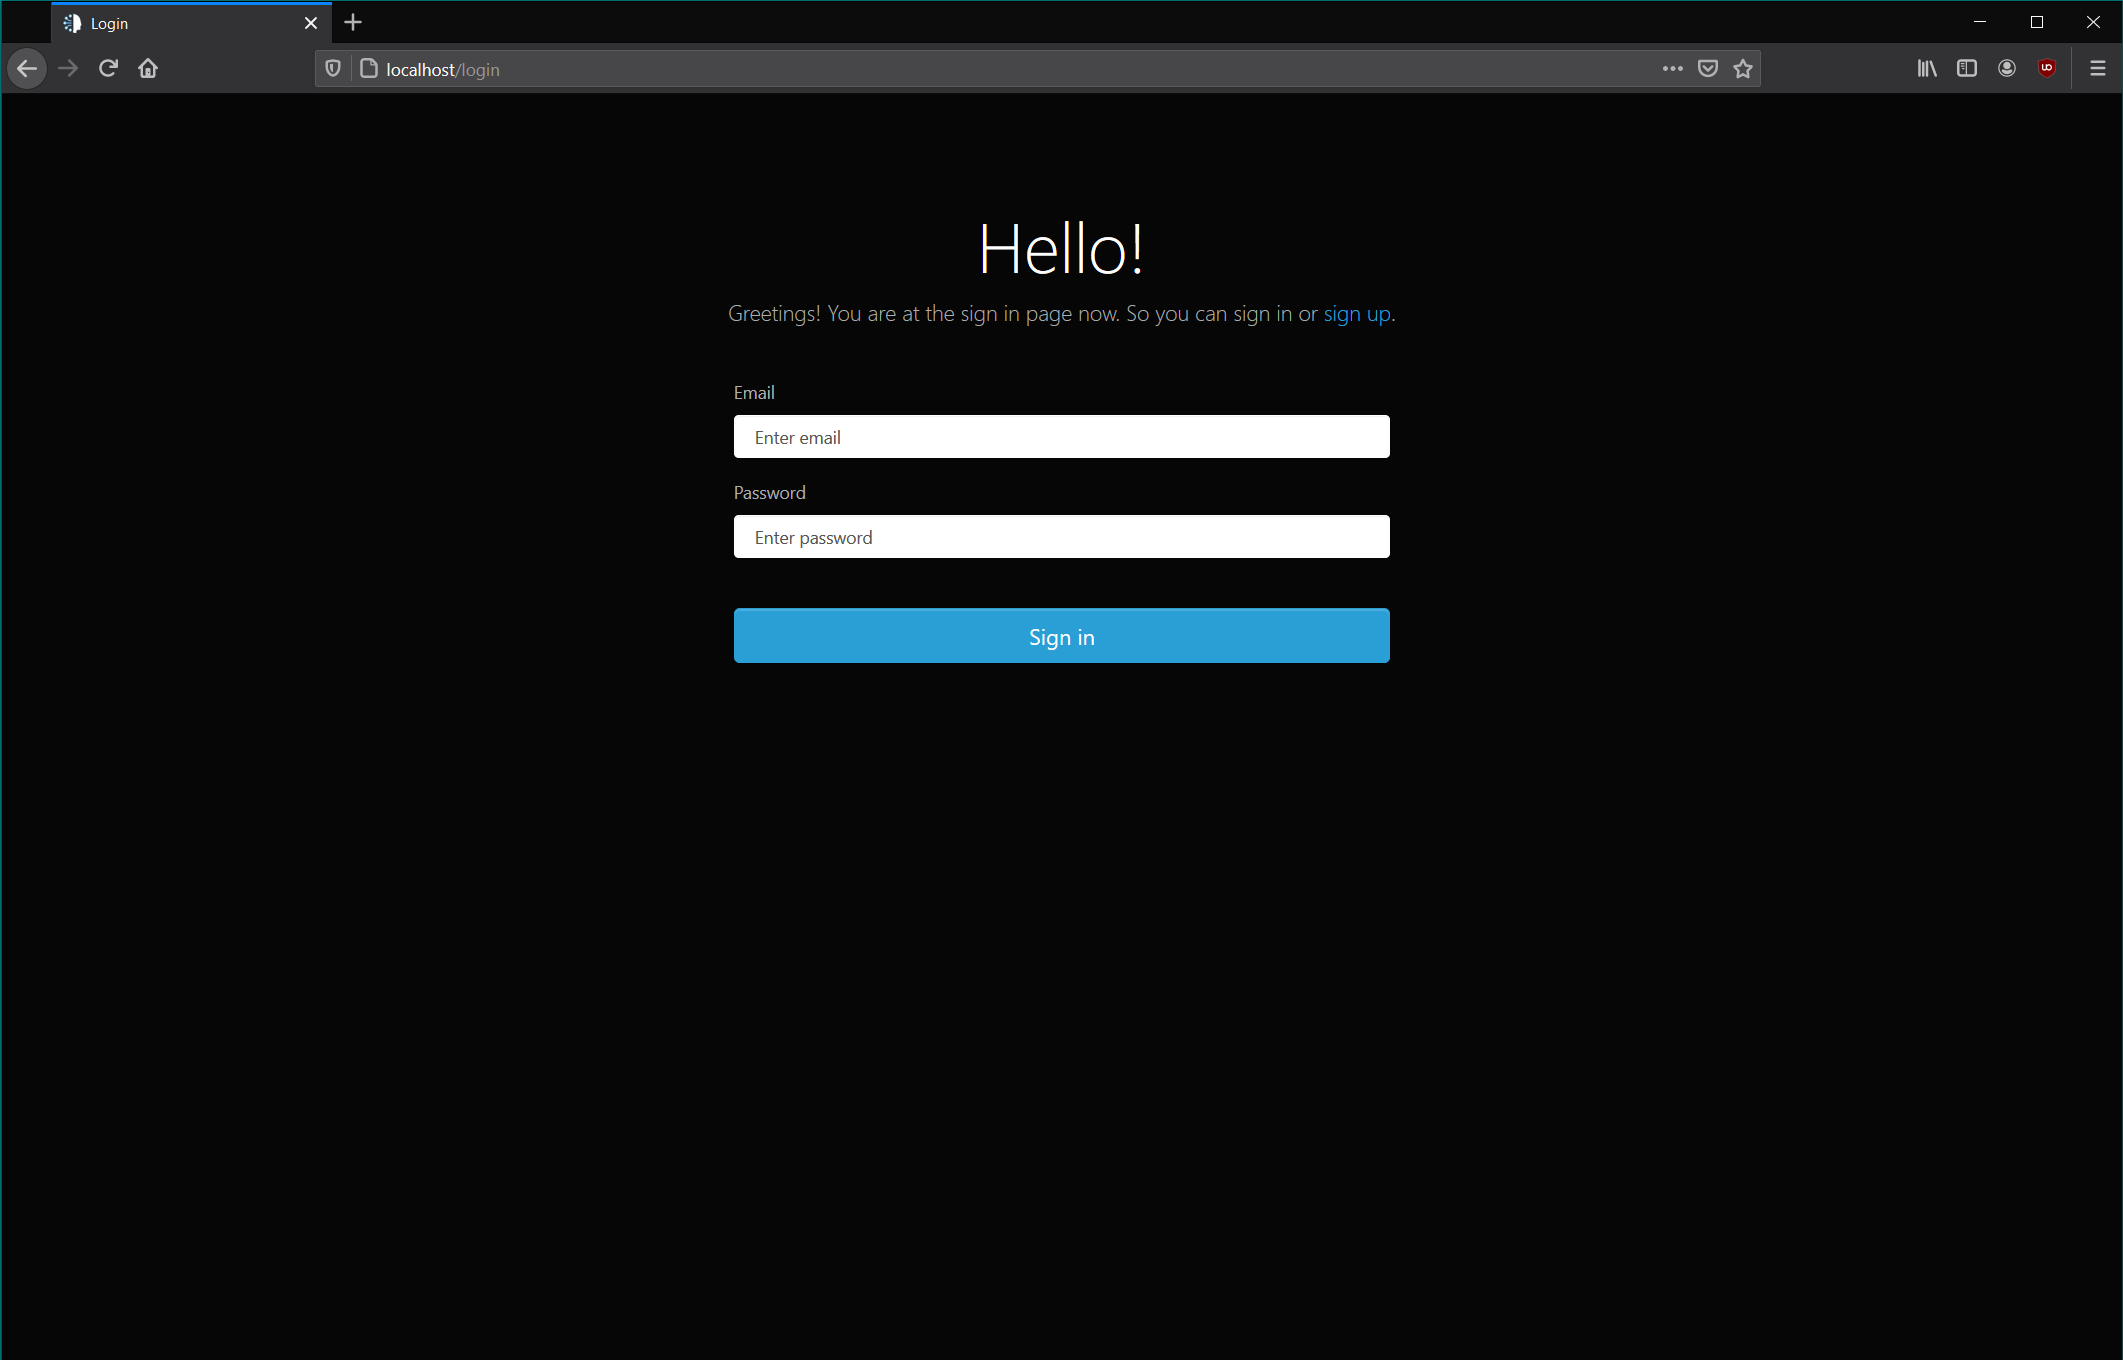 Login
localhost/login
Hello!
Greetings! You are at the sign in page now. So you can sign in or sign up.
Email
Enter email
Password
Enter password
Sign in